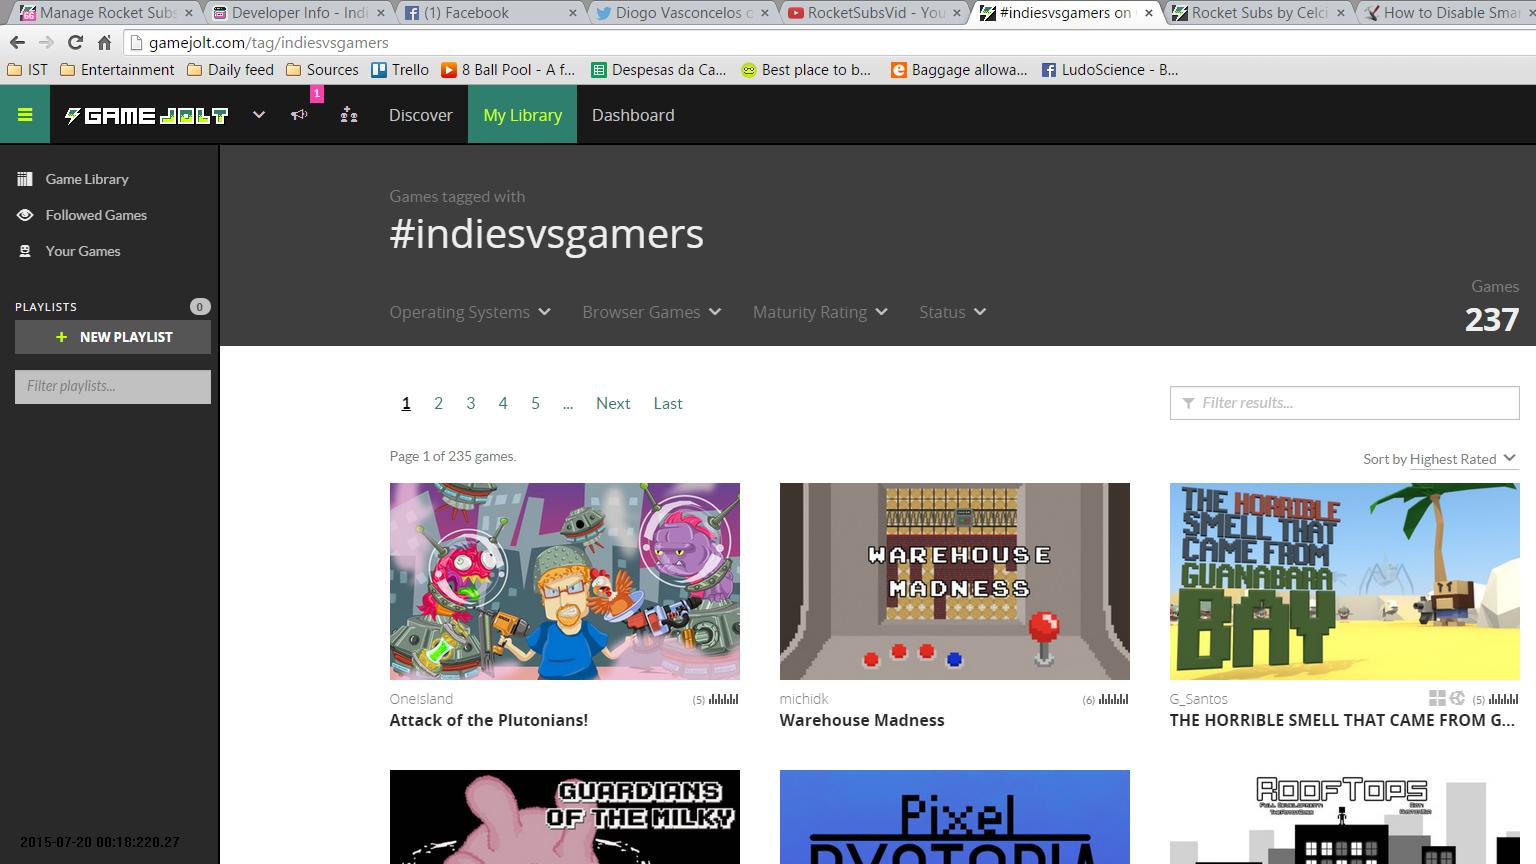 Manage Rocket Subs
Developer Info - Indi
(1) Facebook
Diogo Vasconcelos
RocketSubsVid - You
#indiesvsgamers on
Rocket Subs by Celci
How to Disable Smar
gamejolt.com/tag/indiesvsgamers
IST
Entertainment
Daily feed
Sources
Trello
8 Ball Pool - A f...
Despesas da Ca...
Best place to b...
Baggage allowa...
LudoScience - B...
GAME JOLT
1
Discover
My Library
Dashboard
Game Library
Followed Games
Your Games
PLAYLISTS
0
+ NEW PLAYLIST
Filter playlists...
Games tagged with
#indiesvsgamers
Operating Systems
Browser Games
Maturity Rating
Status
Games
237
1 2 3 4 5 ... Next Last
Filter results...
Page 1 of 235 games.
Sort by Highest Rated
WAREHOUSE
MADNESS
THE HORRIBLE
SMELL THAT
CAME FROM
GUANABARA
BAY
OneIsland
(5)
Attack of the Plutonians!
michidk
(6)
Warehouse Madness
G_Santos
(5)
THE HORRIBLE SMELL THAT CAME FROM G...
GUARDIANS
OF THE MILKY
Pixel
DYSTOPIA
ROOFTOPS
2015-07-20 00:18:220.27